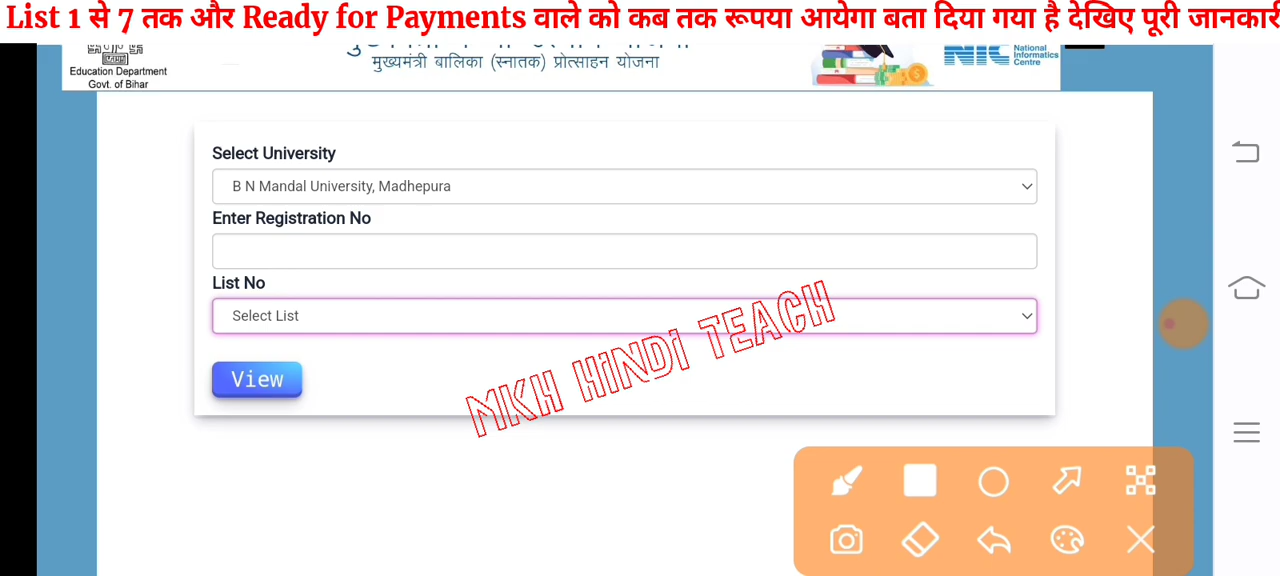 List 1 से 7 तक और Ready for Payments वाले को कब तक रूपया आयेगा बता दिया गया है देखिए पूरी जानकारी
Education Department
Govt. of Bihar
मुख्यमंत्री बालिका (स्नातक) प्रोत्साहन योजना
NIC
National
Informatics
Centre
Select University
B N Mandal University, Madhepura
Enter Registration No
List No
Select List
View
MKH HINDI TEACH